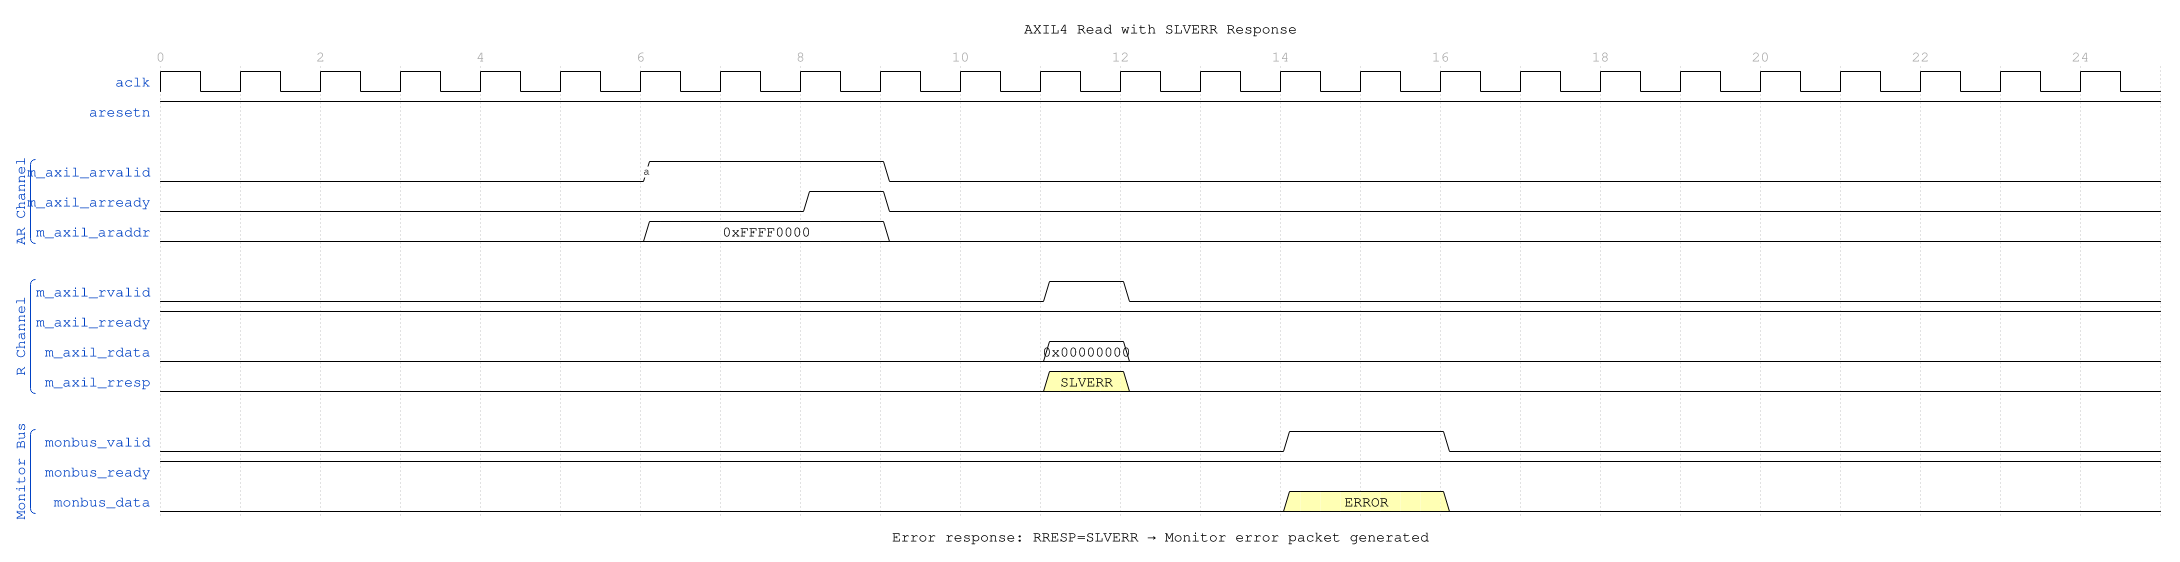 AXIL4 Read with SLVERR Response
0 2 4 6 8 10 12 14 16 18 20 22 24
aclk
aresetn
AR Channel
m_axil_arvalid a
m_axil_arready
m_axil_araddr 0xFFFF0000
R Channel
m_axil_rvalid
m_axil_rready
m_axil_rdata 0x00000000
m_axil_rresp SLVERR
Monitor Bus
monbus_valid
monbus_ready
monbus_data ERROR
Error response: RRESP=SLVERR → Monitor error packet generated